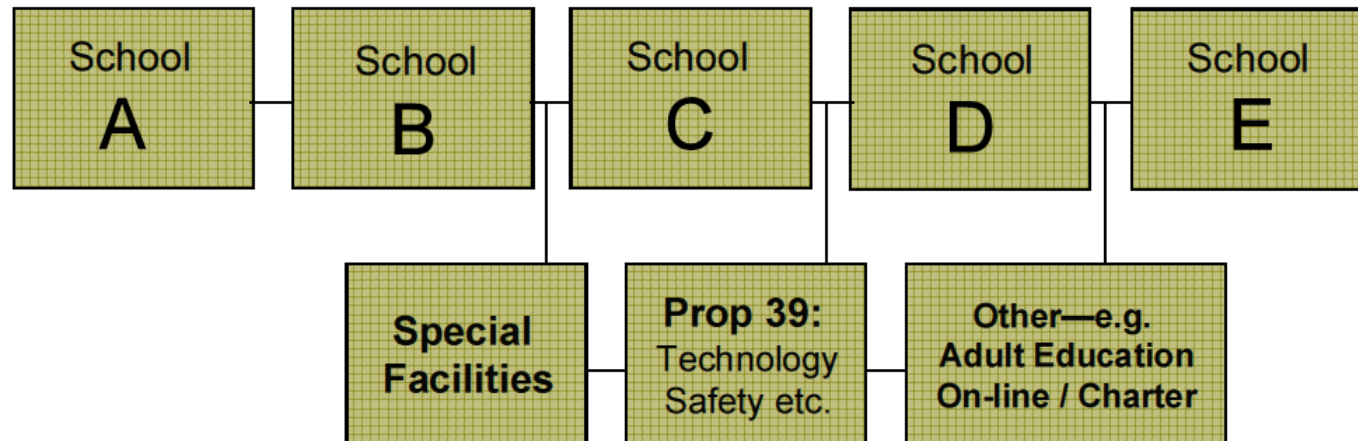 School
A
School
B
School
C
School
D
School
E
Special
Facilities
Prop 39:
Technology
Safety etc.
Other—e.g.
Adult Education
On-line / Charter